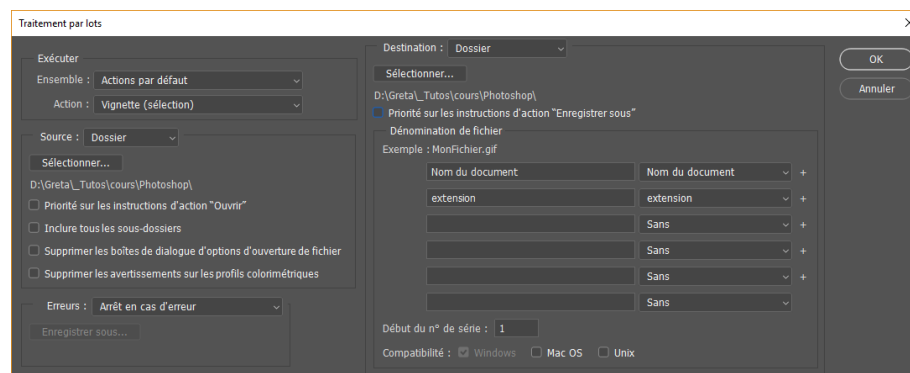 Traitement par lots
Exécuter
Ensemble : Actions par défaut
Action : Vignette (sélection)
Source : Dossier
Sélectionner...
D:\Greta\_Tutos\cours\Photoshop\
Priorité sur les instructions d'action "Ouvrir"
Inclure tous les sous-dossiers
Supprimer les boîtes de dialogue d'options d'ouverture de fichier
Supprimer les avertissements sur les profils colorimétriques
Erreurs : Arrêt en cas d'erreur
Enregistrer sous...
Destination : Dossier
Sélectionner...
D:\Greta\_Tutos\cours\Photoshop\
Priorité sur les instructions d'action "Enregistrer sous"
Dénomination de fichier
Exemple : MonFichier.gif
Nom du document Nom du document +
extension extension +
Sans +
Sans +
Sans +
Sans
Début du n° de série : 1
Compatibilité : Windows Mac OS Unix
OK
Annuler